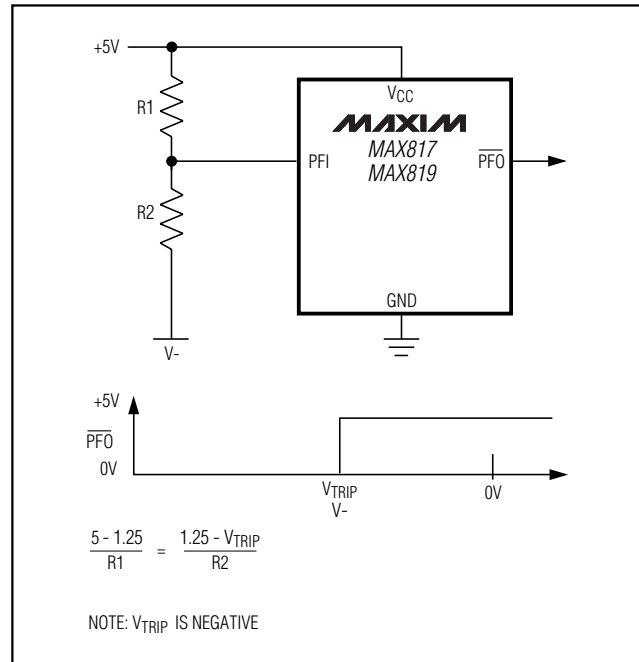 +5V
R1
VCC
MAXIM
MAX817
MAX819
PFI
PFO
R2
GND
V-
+5V
PFO
0V
VTRIP
V-
0V
5 - 1.25 / R1 = 1.25 - VTRIP / R2
NOTE: VTRIP IS NEGATIVE